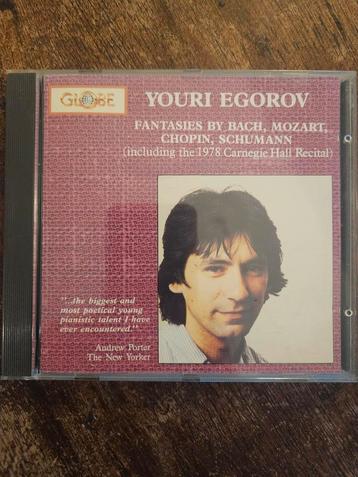 GLOBE
YOURI EGOROV
FANTASIES BY BACH, MOZART,
CHOPIN, SCHUMANN
(including the 1978 Carnegie Hall Recital)
"...the biggest and
most poetical young
pianistic talent I have
ever encountered."
Andrew Porter
The New Yorker